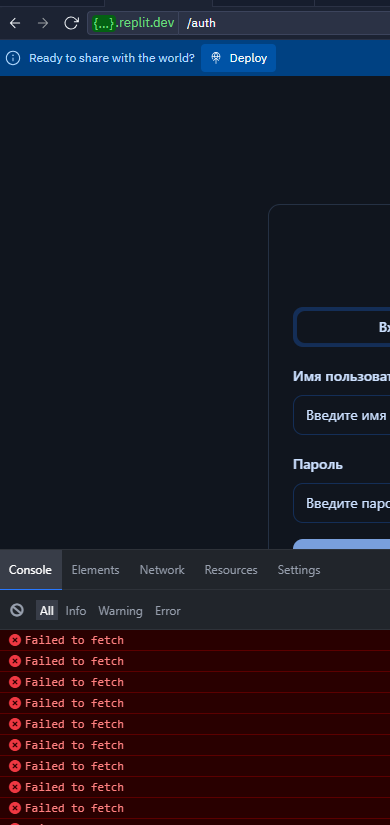 {...}.replit.dev /auth
Ready to share with the world? Deploy
Имя пользоват
Введите имя
Пароль
Введите паро
Console Elements Network Resources Settings
All Info Warning Error
Failed to fetch
Failed to fetch
Failed to fetch
Failed to fetch
Failed to fetch
Failed to fetch
Failed to fetch
Failed to fetch
Failed to fetch